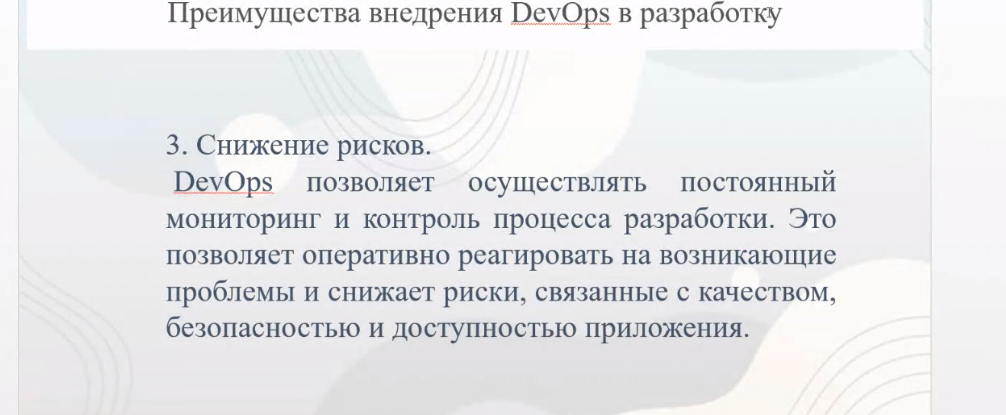 Преимущества внедрения DevOps в разработку
3. Снижение рисков.
DevOps позволяет осуществлять постоянный
мониторинг и контроль процесса разработки. Это
позволяет оперативно реагировать на возникающие
проблемы и снижает риски, связанные с качеством,
безопасностью и доступностью приложения.